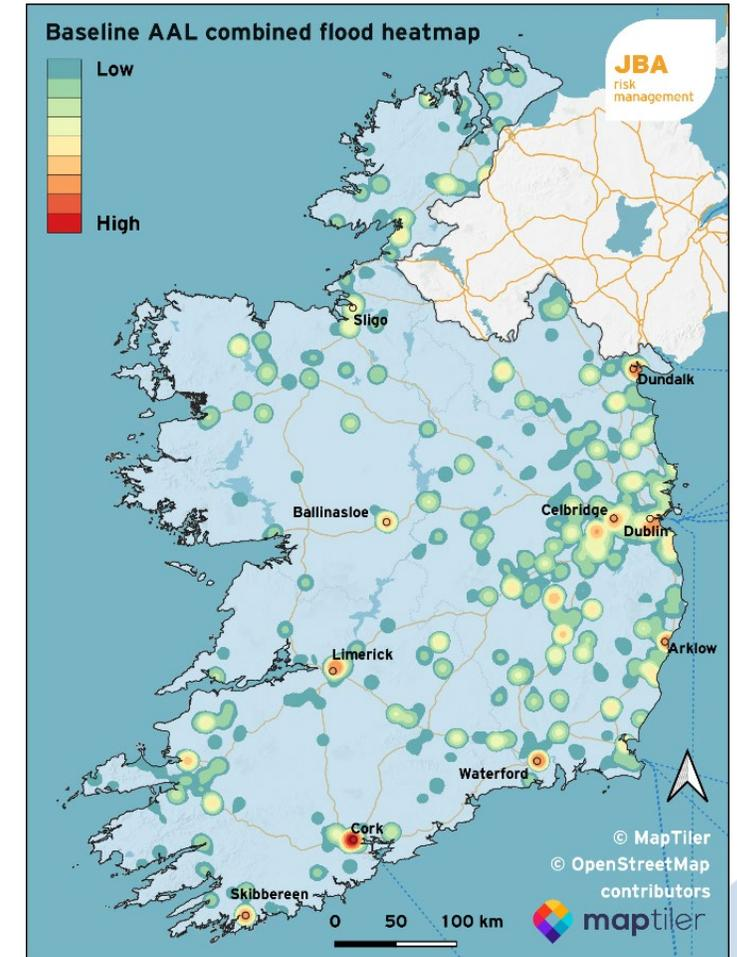 Baseline AAL combined flood heatmap
Low
High
JBA
risk
management
Sligo
Dundalk
Ballinasloe
Celbridge
Dublin
Limerick
Arklow
Waterford
Cork
Skibbereen
© MapTiler
© OpenStreetMap
contributors
0 50 100 km
maptiler